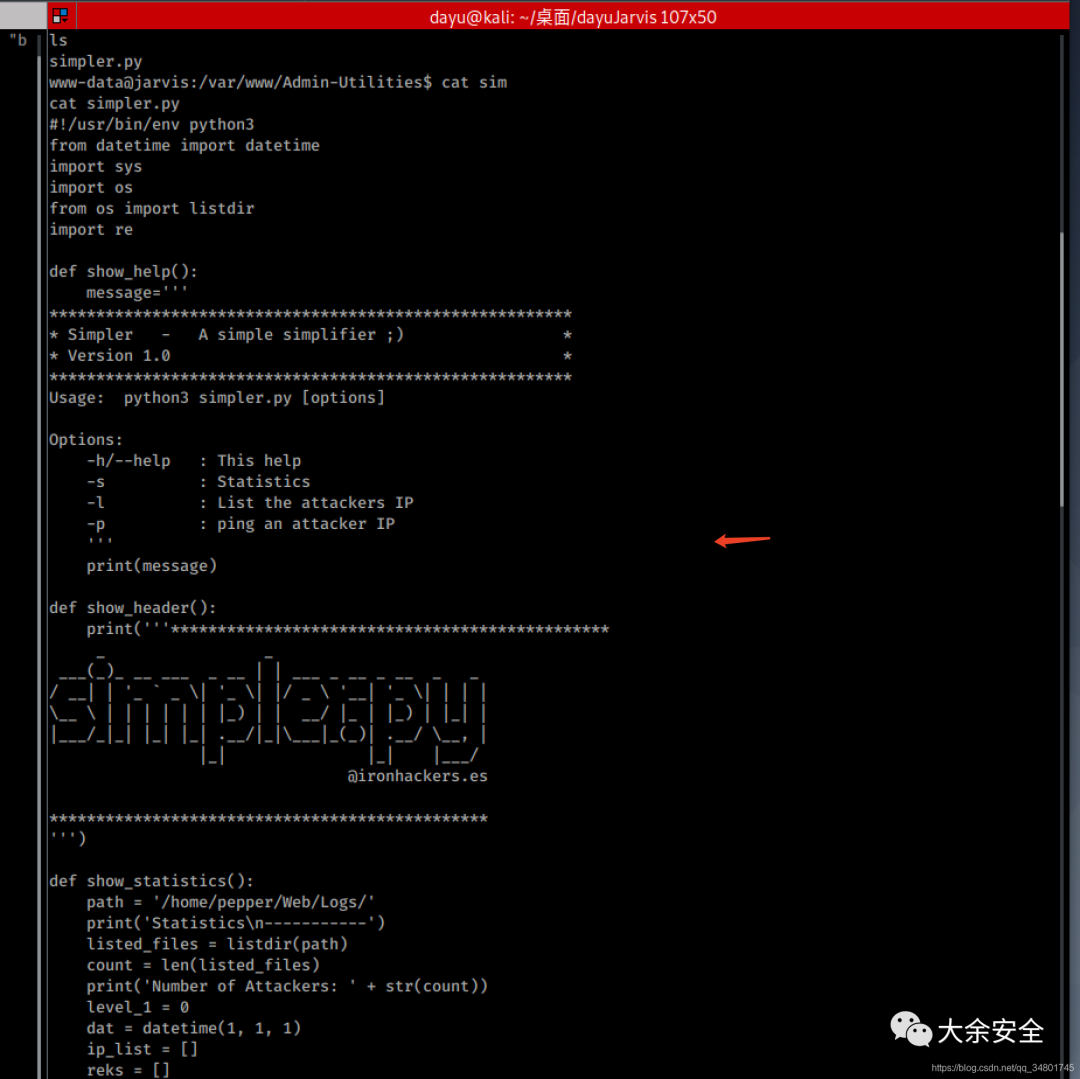 dayu@kali: ~/桌面/dayuJarvis 107x50
"b
ls
simpler.py
www-data@jarvis:/var/www/Admin-Utilities$ cat sim
cat simpler.py
#!/usr/bin/env python3
from datetime import datetime
import sys
import os
from os import listdir
import re
def show_help():
    message='''
********************************************************
* Simpler   -   A simple simplifier ;)                 *
* Version 1.0                                          *
********************************************************
Usage:  python3 simpler.py [options]
Options:
    -h/--help   : This help
    -s          : Statistics
    -l          : List the attackers IP
    -p          : ping an attacker IP
    '''
    print(message)
def show_header():
    print('''***********************************************
simpler.py
@ironhackers.es
***********************************************
''')
def show_statistics():
    path = '/home/pepper/Web/Logs/'
    print('Statistics\n-----------')
    listed_files = listdir(path)
    count = len(listed_files)
    print('Number of Attackers: ' + str(count))
    level_1 = 0
    dat = datetime(1, 1, 1)
    ip_list = []
    reks = []
大余安全
https://blog.csdn.net/qq_34801745